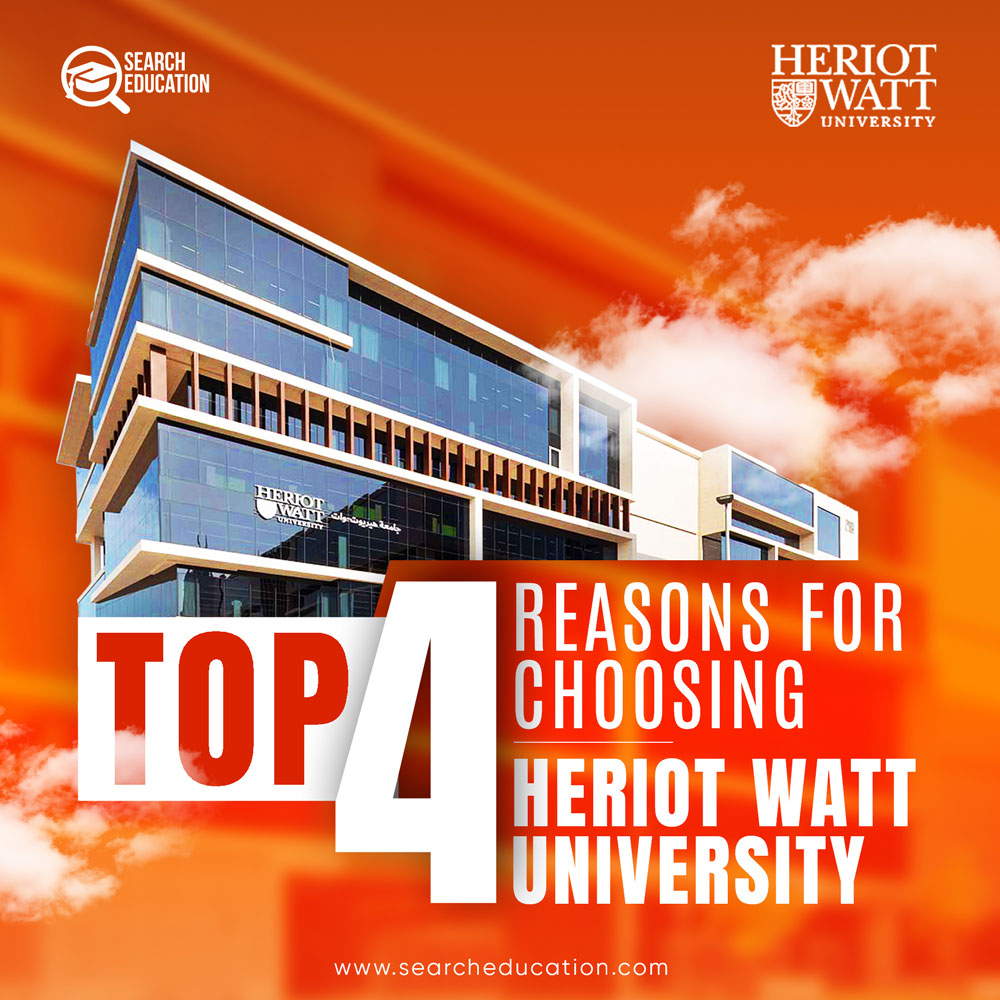 SEARCH
EDUCATION
HERIOT
WATT
UNIVERSITY
HERIOT
WATT
UNIVERSITY
جامعة هيريوت-وات
TOP 4
REASONS FOR
CHOOSING
HERIOT WATT
UNIVERSITY
www.searcheducation.com